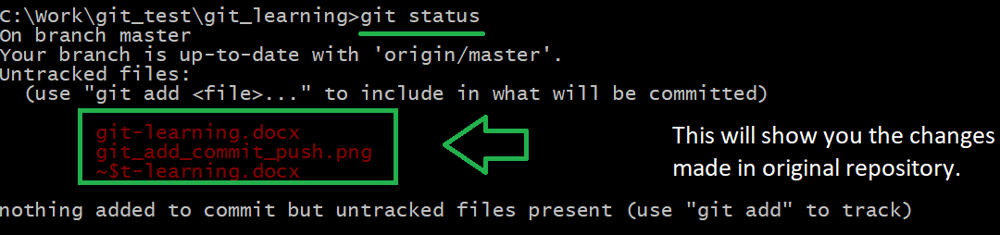 C:\Work\git_test\git_learning>git status
On branch master
Your branch is up-to-date with 'origin/master'.
Untracked files:
(use "git add <file>..." to include in what will be committed)
git-learning.docx
git_add_commit_push.png
~$t-learning.docx
This will show you the changes
made in original repository.
nothing added to commit but untracked files present (use "git add" to track)